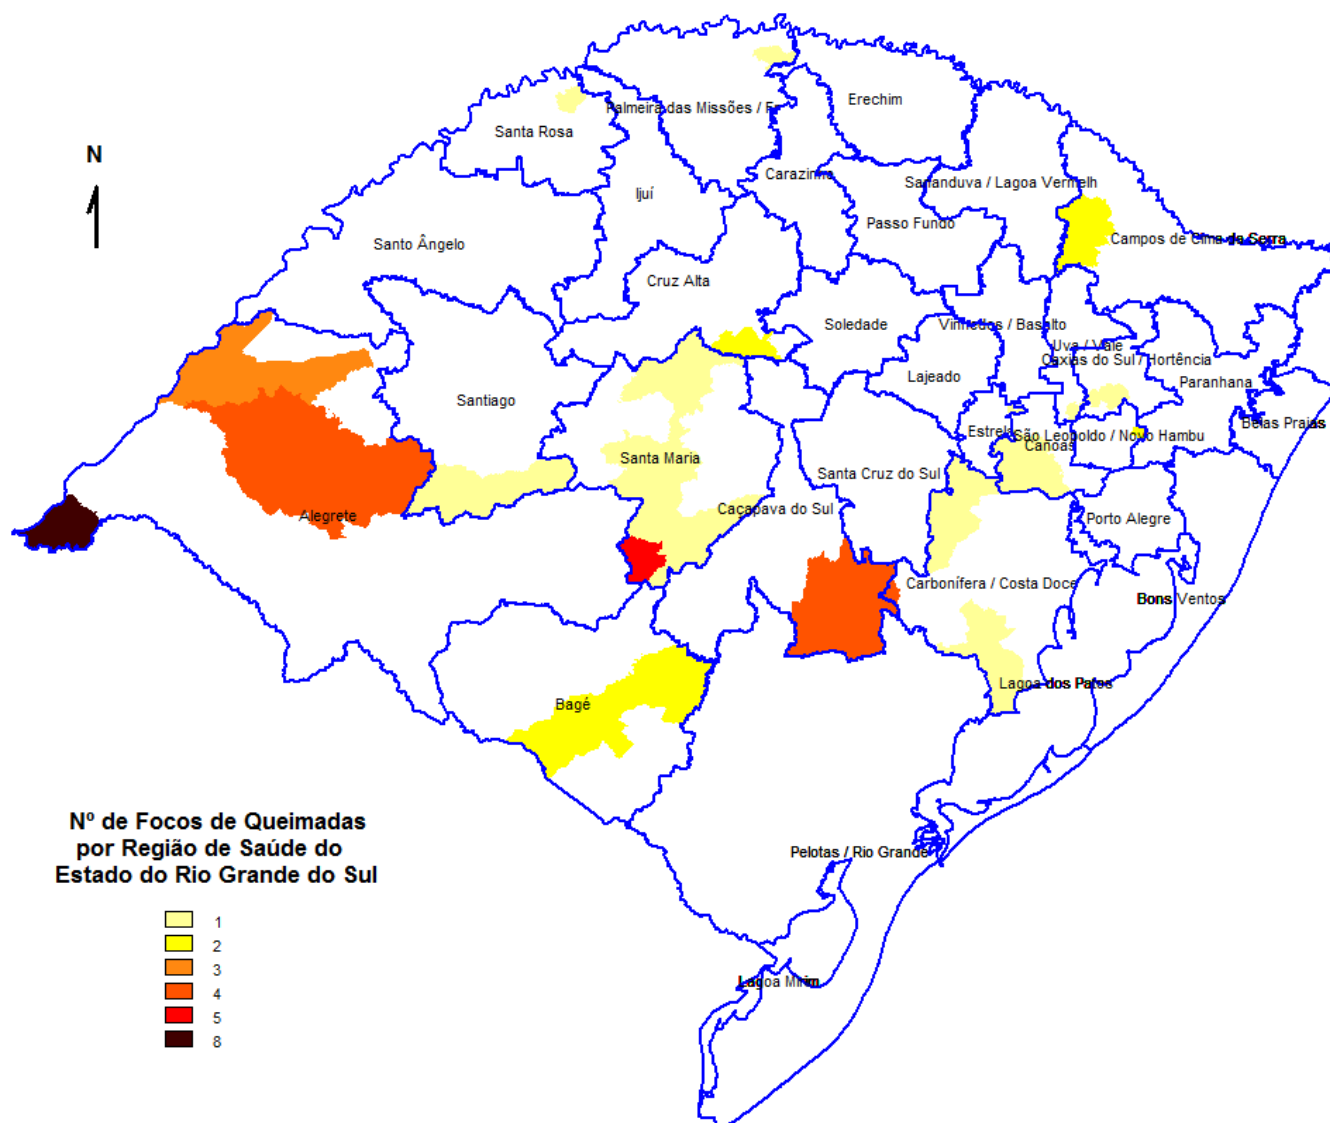 Erechim
Palmeira das Missões / Fr
Santa Rosa
N
Carazinho
Sananduva / Lagoa Vermelh
Ijuí
Passo Fundo
Santo Ângelo
Campos de Cima da Serra
Cruz Alta
Soledade
Vinhedos / Basalto
Uva / Vale
Caxias do Sul / Hortência
Lajeado
Paranhana
Santiago
Belas Praias
Estrela
São Leopoldo / Novo Hambu
Canoas
Santa Maria
Santa Cruz do Sul
Caçapava do Sul
Alegrete
Porto Alegre
Carbonífera / Costa Doce
Bons Ventos
Lagoa dos Patos
Bagé
Nº de Focos de Queimadas
por Região de Saúde do
Estado do Rio Grande do Sul
Pelotas / Rio Grande
1
2
3
4
5
8
Lagoa Mirim